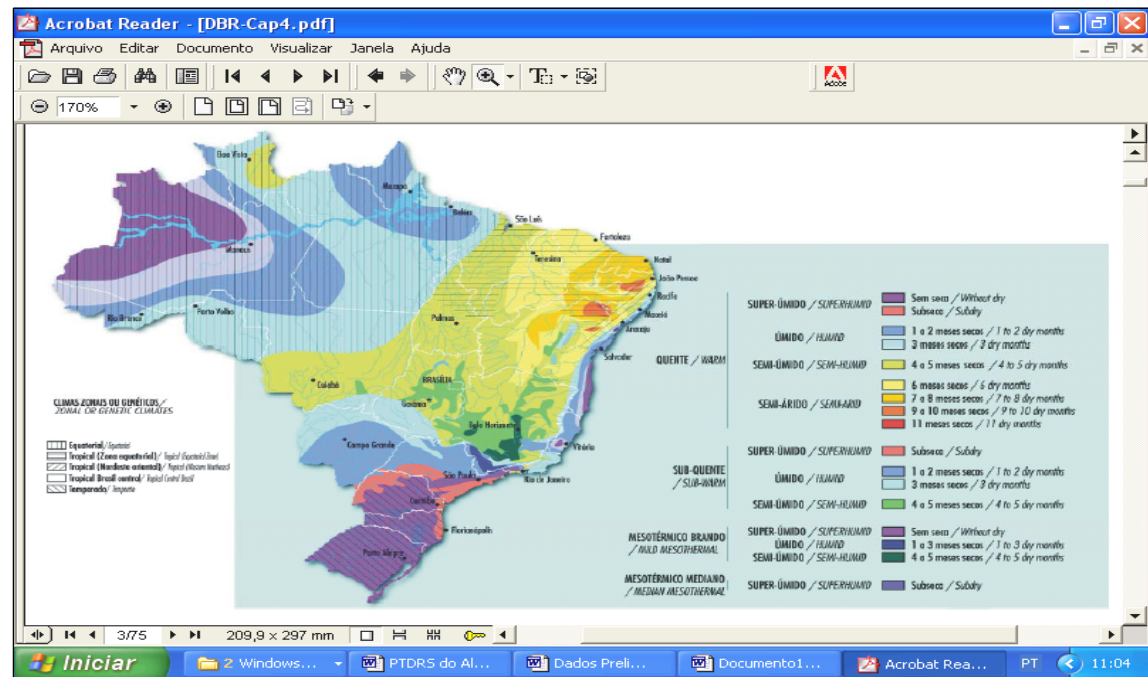 Acrobat Reader - [DBR-Cap4.pdf]
Arquivo Editar Documento Visualizar Janela Ajuda
Adobe
170%
Boa Vista
Macapá
Belém
São Luís
Manaus
Fortaleza
Teresina
Natal
João Pessoa
Recife
Maceió
Aracaju
Rio Branco
Porto Velho
Palmas
Salvador
Cuiabá
BRASÍLIA
Goiânia
Belo Horizonte
Campo Grande
Vitória
São Paulo
Rio de Janeiro
Curitiba
Florianópolis
Porto Alegre
CLIMAS ZONAIS OU GENÉTICOS /
ZONAL OR GENETIC CLIMATES
Equatorial / Equatorial
Tropical (Zona equatorial) / Tropical (Equatorial Zone)
Tropical (Nordeste oriental) / Tropical (Western Northeast)
Tropical Brasil central / Tropical Central Brazil
Temperado / Temperate
QUENTE / WARM
SUPER-ÚMIDO / SUPERHUMID
Sem seca / Without dry
Subseca / Subdry
ÚMIDO / HUMID
1 a 2 meses secos / 1 to 2 dry months
3 meses secos / 3 dry months
SEMI-ÚMIDO / SEMI-HUMID
4 a 5 meses secos / 4 to 5 dry months
SEMI-ÁRIDO / SEMI-ARID
6 meses secos / 6 dry months
7 a 8 meses secos / 7 to 8 dry months
9 a 10 meses secos / 9 to 10 dry months
11 meses secos / 11 dry months
SUB-QUENTE
/ SUB-WARM
SUPER-ÚMIDO / SUPERHUMID
Subseca / Subdry
ÚMIDO / HUMID
1 a 2 meses secos / 1 to 2 dry months
3 meses secos / 3 dry months
SEMI-ÚMIDO / SEMI-HUMID
4 a 5 meses secos / 4 to 5 dry months
MESOTÉRMICO BRANDO
/ MILD MESOTHERMAL
SUPER-ÚMIDO / SUPERHUMID
Sem seca / Without dry
ÚMIDO / HUMID
1 a 3 meses secos / 1 to 3 dry months
SEMI-ÚMIDO / SEMI-HUMID
4 a 5 meses secos / 4 to 5 dry months
MESOTÉRMICO MEDIANO
/ MEDIAN MESOTHERMAL
SUPER-ÚMIDO / SUPERHUMID
Subseca / Subdry
3/75 209,9 x 297 mm
Iniciar 2 Windows... PTDRS do Al... Dados Preli... Documento1... Acrobat Rea... PT 11:04